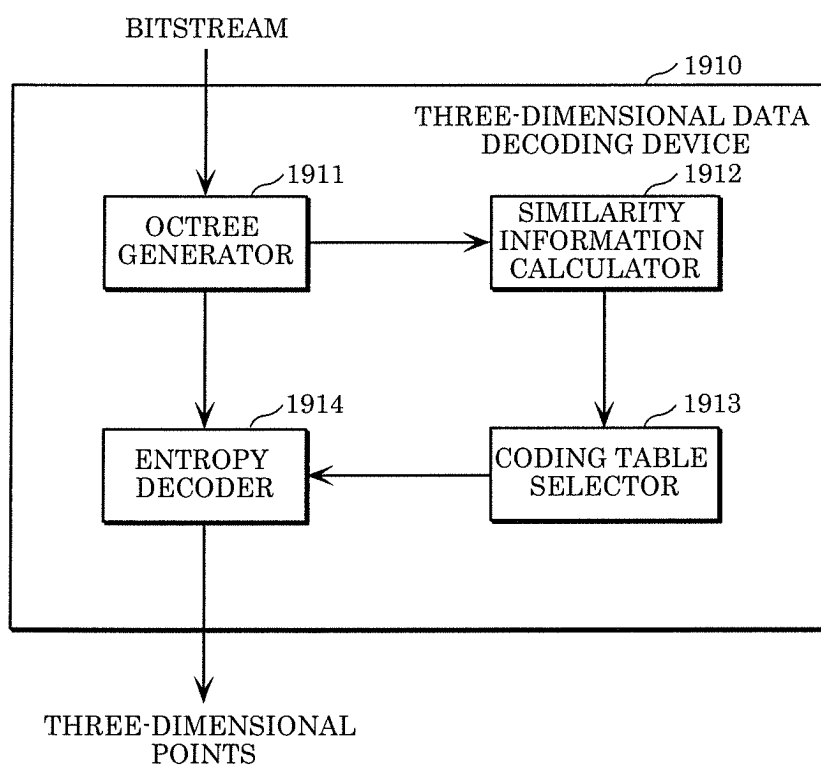 BITSTREAM
1910
THREE-DIMENSIONAL DATA
DECODING DEVICE
1911
OCTREE
GENERATOR
1912
SIMILARITY
INFORMATION
CALCULATOR
1914
ENTROPY
DECODER
1913
CODING TABLE
SELECTOR
THREE-DIMENSIONAL
POINTS